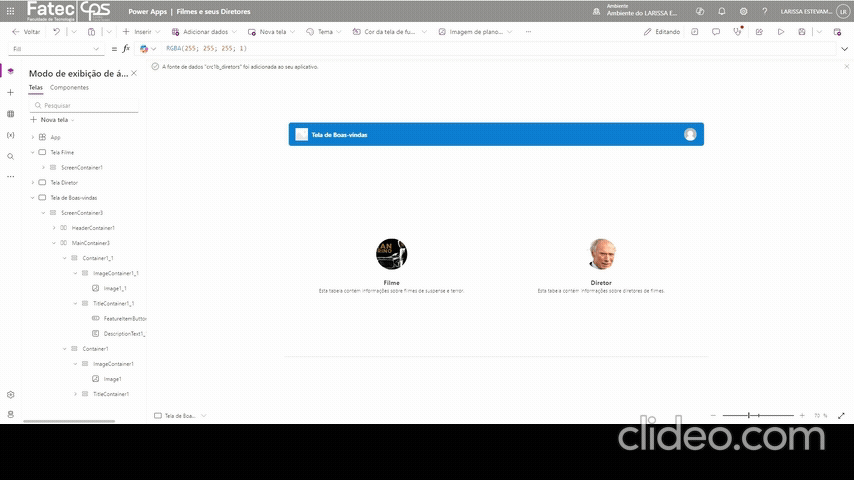 Fatec CPS Power Apps | Filmes e seus Diretores
Faculdade de Tecnologia
Ambiente
Ambiente do LARISSA E...
LARISSA ESTEVAM...
LR
Voltar Inserir Adicionar dados Nova tela Tema Cor da tela de fu... Imagem de plano... Editando
Fill = fx RGBA(255; 255; 255; 1)
Modo de exibição de á...
A fonte de dados "crc1b_diretors" foi adicionada ao seu aplicativo.
Telas Componentes
Pesquisar
Nova tela
App
Tela Filme
ScreenContainer1
Tela Diretor
Tela de Boas-vindas
ScreenContainer3
HeaderContainer1
MainContainer3
Container1_1
ImageContainer1_1
Image1_1
TitleContainer1_1
FeatureItemButton
DescriptionText1_
Container1
ImageContainer1
Image1
TitleContainer1
Tela de Boas-vindas
Filme
Esta tabela contém informações sobre filmes de suspense e terror.
Diretor
Esta tabela contém informações sobre diretores de filmes.
Tela de Boa...
72 %
clideo.com